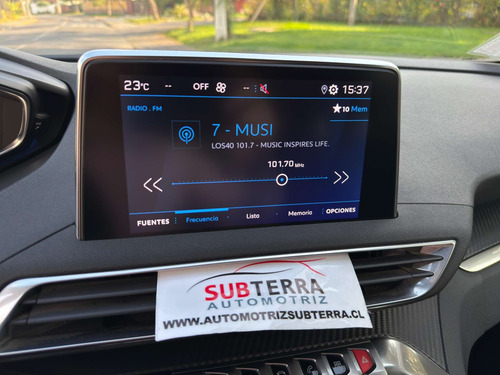 23°C -- OFF -- 15:37
RADIO . FM
★10 Mem
7 - MUSI
LOS40 101.7 - MUSIC INSPIRES LIFE.
101.70 MHz
FUENTES Frecuencia Lista Memoria OPCIONES
SUBTERRA
AUTOMOTRIZ
WWW.AUTOMOTRIZSUBTERRA.CL